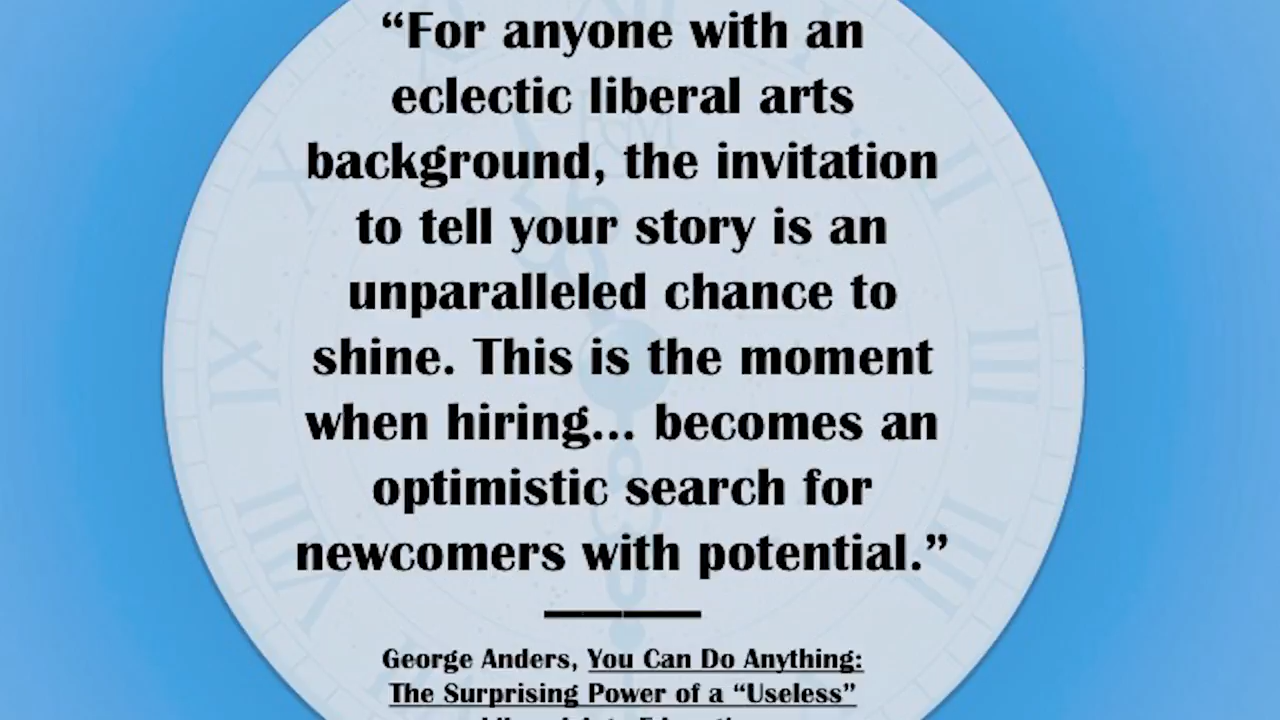 “For anyone with an
eclectic liberal arts
background, the invitation
to tell your story is an
unparalleled chance to
shine. This is the moment
when hiring... becomes an
optimistic search for
newcomers with potential.”
George Anders, You Can Do Anything:
The Surprising Power of a “Useless”